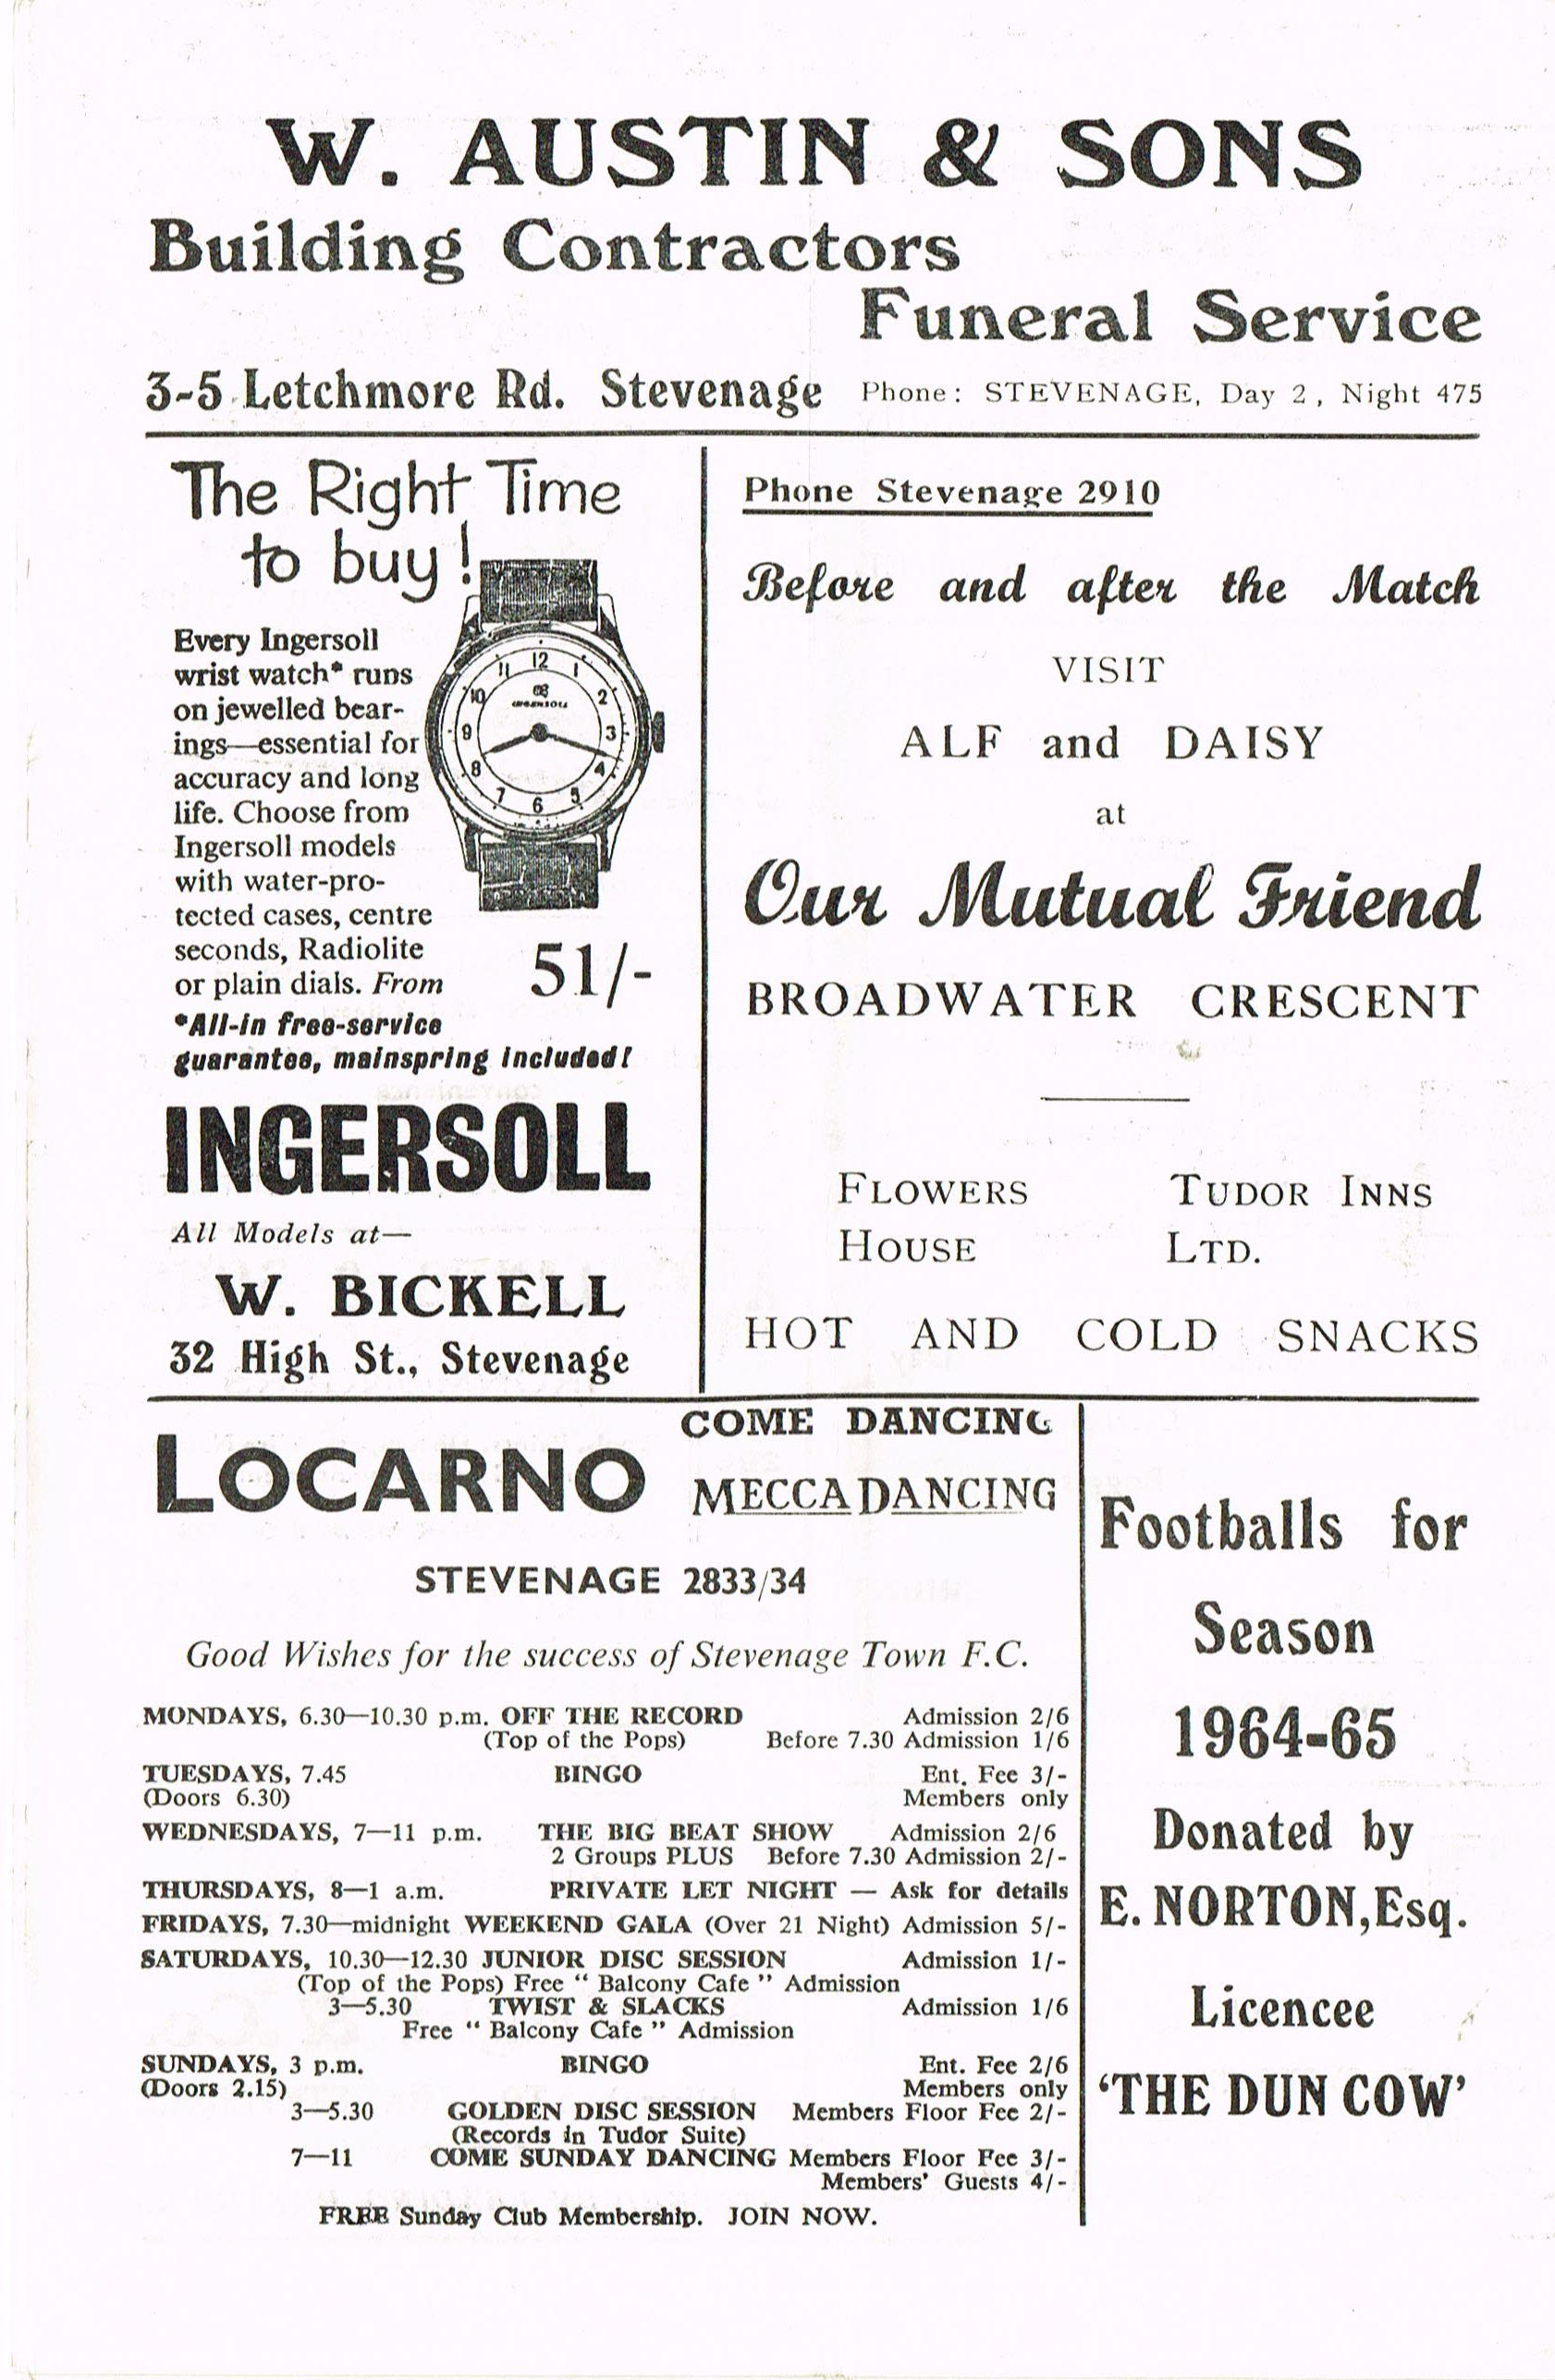 W. AUSTIN & SONS
Building Contractors
Funeral Service
3-5 Letchmore Rd. Stevenage Phone: STEVENAGE, Day 2, Night 475
The Right Time
to buy!
Every Ingersoll
wrist watch* runs
on jewelled bear-
ings—essential for
accuracy and long
life. Choose from
Ingersoll models
with water-pro-
tected cases, centre
seconds, Radiolite
or plain dials. From 51/-
*All-in free-service
guarantee, mainspring included!
12
1
2
3
4
5
6
7
8
9
10
11
INGERSOLL
INGERSOLL
All Models at—
W. BICKELL
32 High St., Stevenage
Phone Stevenage 2910
Before and after the Match
VISIT
ALF and DAISY
at
Our Mutual Friend
BROADWATER CRESCENT
FLOWERS TUDOR INNS
HOUSE LTD.
HOT AND COLD SNACKS
LOCARNO
COME DANCING
MECCA DANCING
STEVENAGE 2833/34
Good Wishes for the success of Stevenage Town F.C.
MONDAYS, 6.30—10.30 p.m. OFF THE RECORD Admission 2/6
(Top of the Pops) Before 7.30 Admission 1/6
TUESDAYS, 7.45 BINGO Ent. Fee 3/-
(Doors 6.30) Members only
WEDNESDAYS, 7—11 p.m. THE BIG BEAT SHOW Admission 2/6
2 Groups PLUS Before 7.30 Admission 2/-
THURSDAYS, 8—1 a.m. PRIVATE LET NIGHT — Ask for details
FRIDAYS, 7.30—midnight WEEKEND GALA (Over 21 Night) Admission 5/-
SATURDAYS, 10.30—12.30 JUNIOR DISC SESSION Admission 1/-
(Top of the Pops) Free " Balcony Cafe " Admission
3—5.30 TWIST & SLACKS Admission 1/6
Free " Balcony Cafe " Admission
SUNDAYS, 3 p.m. BINGO Ent. Fee 2/6
(Doors 2.15) Members only
3—5.30 GOLDEN DISC SESSION Members Floor Fee 2/-
(Records in Tudor Suite)
7—11 COME SUNDAY DANCING Members Floor Fee 3/-
Members' Guests 4/-
FREE Sunday Club Membership. JOIN NOW.
Footballs for
Season
1964-65
Donated by
E. NORTON, Esq.
Licencee
'THE DUN COW'